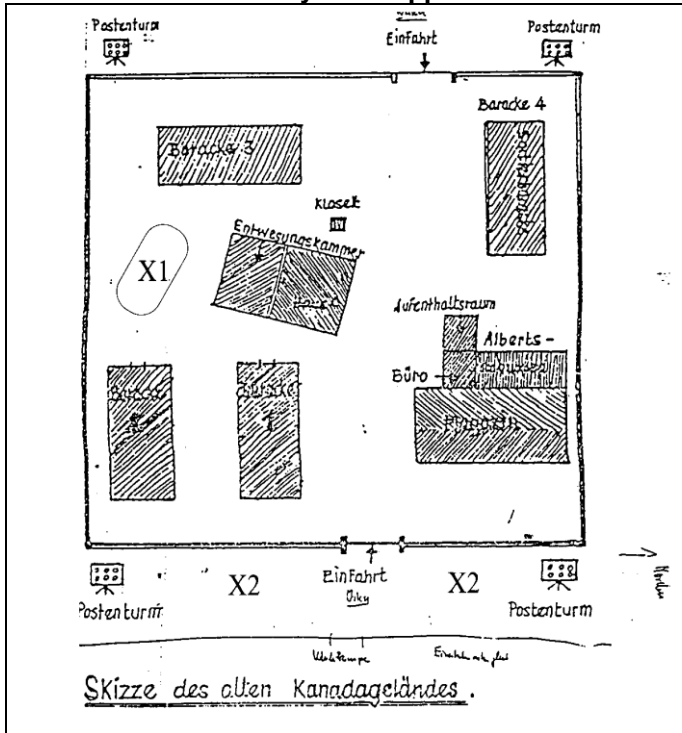 Postenturm
Einfahrt
Postenturm
Baracke 4
Baracke 3
Klosett
Entwesungskammer
X1
Aufenthaltsraum
Alberts-
Büro
Magazin
X2
Einfahrt
X2
Postenturm
Postenturm
Skizze des alten Kanadageländes.